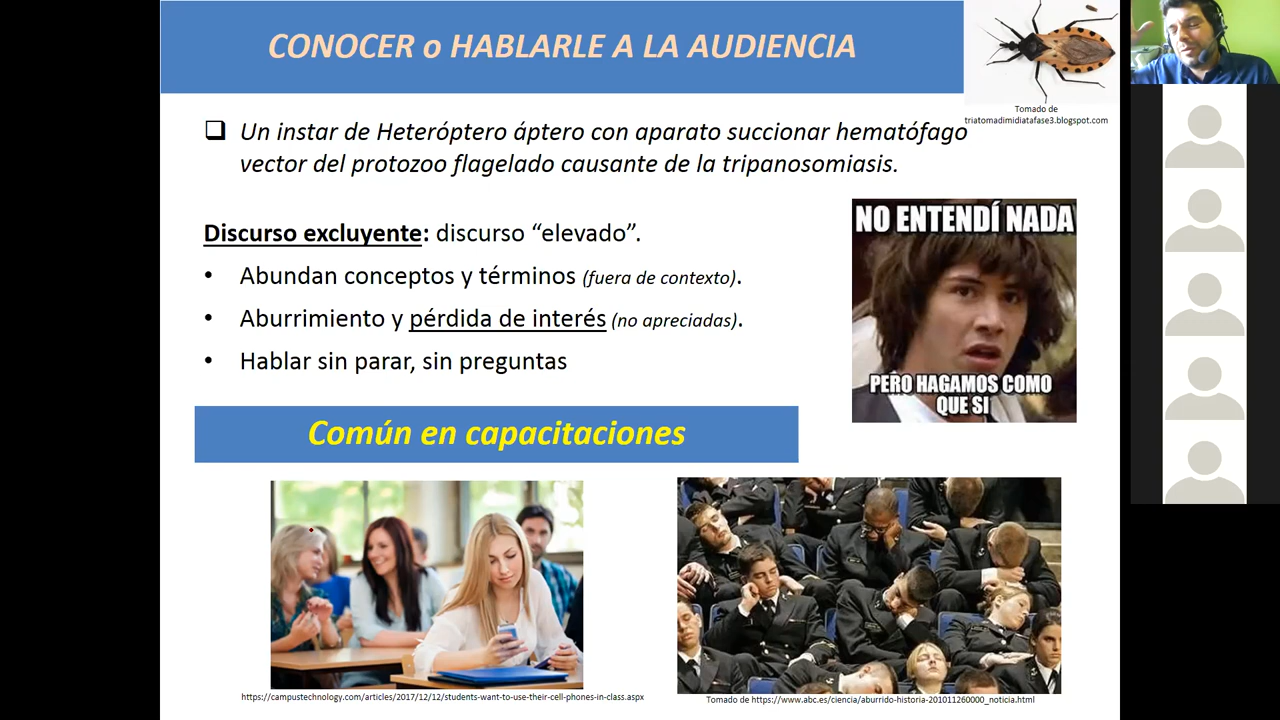 CONOCER o HABLARLE A LA AUDIENCIA
Tomado de
triatomadimidiatafase3.blogspot.com
❑ Un instar de Heteróptero áptero con aparato succionar hematófago
vector del protozoo flagelado causante de la tripanosomiasis.
Discurso excluyente: discurso “elevado”.
• Abundan conceptos y términos (fuera de contexto).
• Aburrimiento y pérdida de interés (no apreciadas).
• Hablar sin parar, sin preguntas
NO ENTENDÍ NADA
PERO HAGAMOS COMO
QUE SI
Común en capacitaciones
https://campustechnology.com/articles/2017/12/12/students-want-to-use-their-cell-phones-in-class.aspx
Tomado de https://www.abc.es/ciencia/aburrido-historia-201011260000_noticia.html